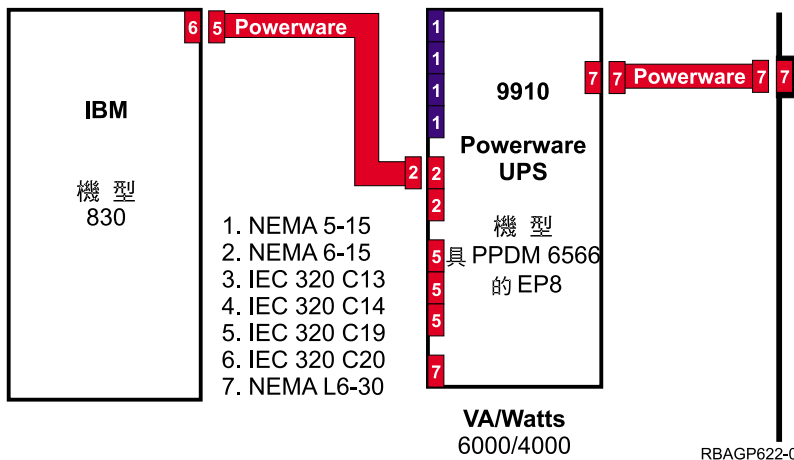 6 5 Powerware
IBM
機 型
830
1. NEMA 5-15
2. NEMA 6-15
3. IEC 320 C13
4. IEC 320 C14
5. IEC 320 C19
6. IEC 320 C20
7. NEMA L6-30
2
1
1
1
1
2
2
5
5
5
7
9910
Powerware
UPS
機 型
具 PPDM 6566
的 EP8
VA/Watts
6000/4000
7 7 Powerware 7 7
RBAGP622-0